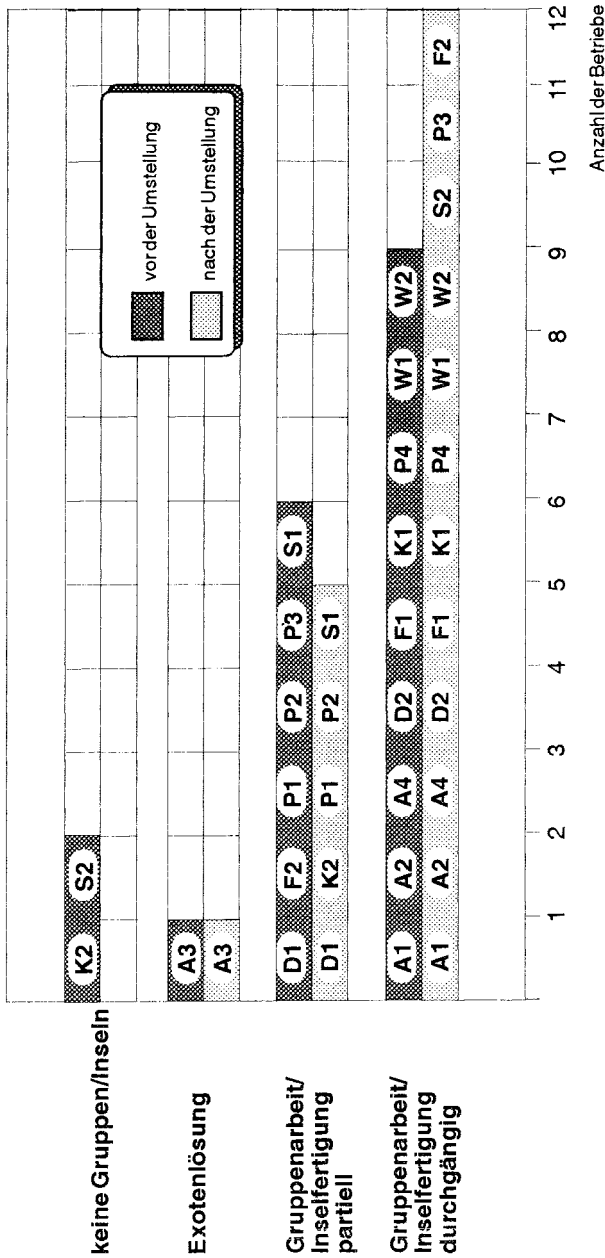 keine Gruppen/Inseln
K2 S2
Exotenlösung
A3
A3
Gruppenarbeit/
Inselfertigung
partiell
D1 F2 P1 P2 P3 S1
D1 K2 P1 P2 S1
Gruppenarbeit/
Inselfertigung
durchgängig
A1 A2 A4 D2 F1 K1 P4 W1 W2
A1 A2 A4 D2 F1 K1 P4 W1 W2 S2 P3 F2
vor der Umstellung
nach der Umstellung
1 2 3 4 5 6 7 8 9 10 11 12
Anzahl der Betriebe